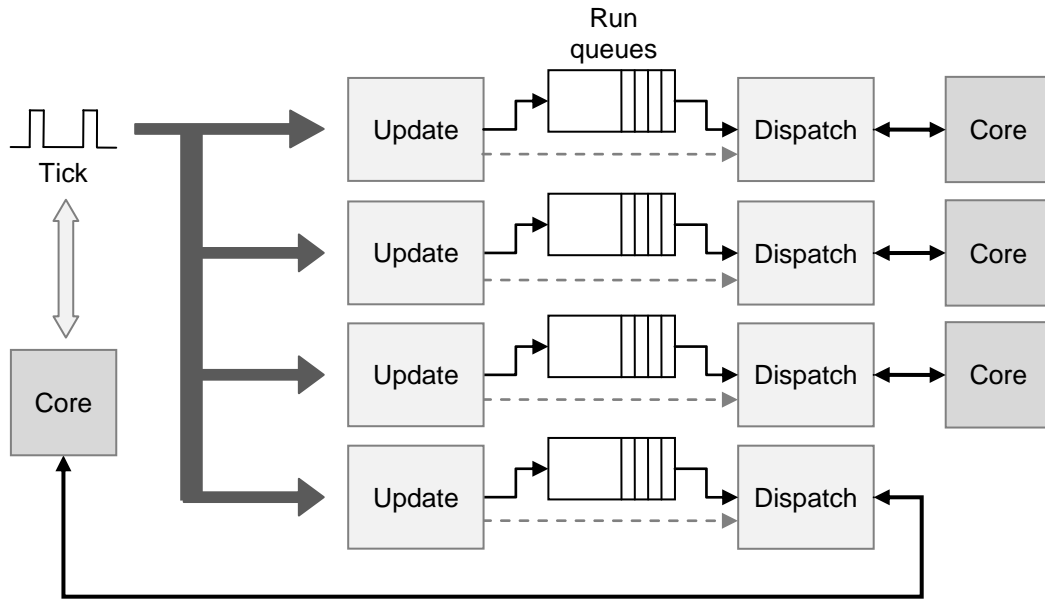 Run
queues
Tick
Update
Dispatch
Core
Update
Dispatch
Core
Core
Update
Dispatch
Core
Update
Dispatch